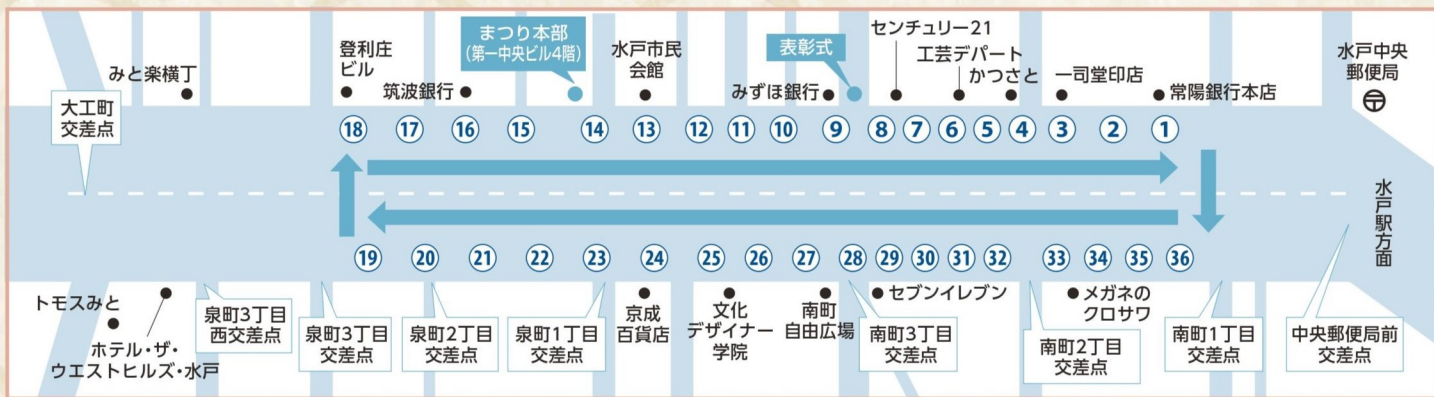 みと楽横丁
登利庄
ビル
筑波銀行
まつり本部
(第一中央ビル4階)
水戸市民
会館
みずほ銀行
表彰式
センチュリー21
工芸デパート
かつさと
一司堂印店
常陽銀行本店
水戸中央
郵便局
大工町
交差点
18 17 16 15 14 13 12 11 10 9 8 7 6 5 4 3 2 1
水戸駅方面
19 20 21 22 23 24 25 26 27 28 29 30 31 32 33 34 35 36
トモスみと
ホテル・ザ・
ウエストヒルズ・水戸
泉町3丁目
西交差点
泉町3丁目
交差点
泉町2丁目
交差点
泉町1丁目
交差点
京成
百貨店
文化
デザイナー
学院
南町
自由広場
南町3丁目
交差点
セブンイレブン
南町2丁目
交差点
メガネの
クロサワ
南町1丁目
交差点
中央郵便局前
交差点